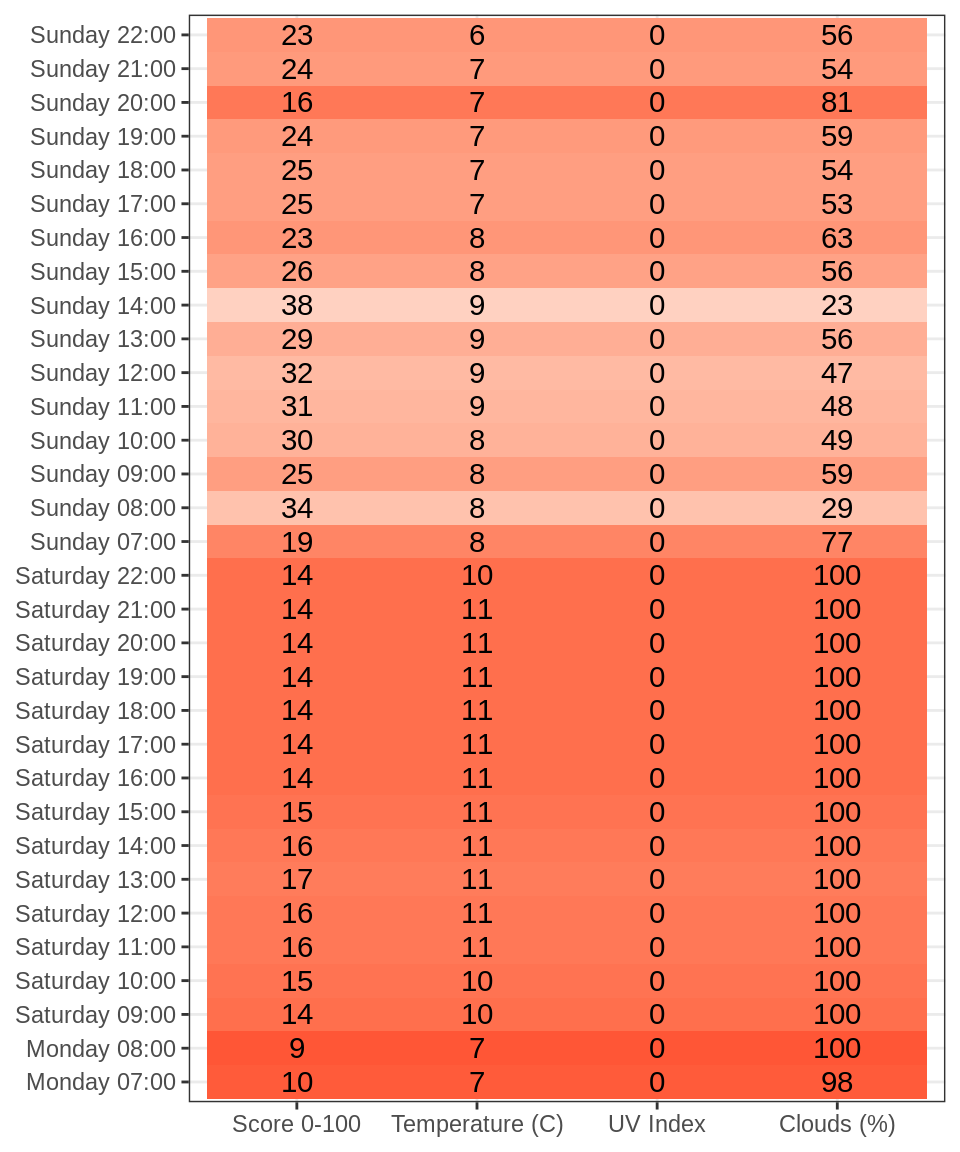 Sunday 22:00 23 6 0 56
Sunday 21:00 24 7 0 54
Sunday 20:00 16 7 0 81
Sunday 19:00 24 7 0 59
Sunday 18:00 25 7 0 54
Sunday 17:00 25 7 0 53
Sunday 16:00 23 8 0 63
Sunday 15:00 26 8 0 56
Sunday 14:00 38 9 0 23
Sunday 13:00 29 9 0 56
Sunday 12:00 32 9 0 47
Sunday 11:00 31 9 0 48
Sunday 10:00 30 8 0 49
Sunday 09:00 25 8 0 59
Sunday 08:00 34 8 0 29
Sunday 07:00 19 8 0 77
Saturday 22:00 14 10 0 100
Saturday 21:00 14 11 0 100
Saturday 20:00 14 11 0 100
Saturday 19:00 14 11 0 100
Saturday 18:00 14 11 0 100
Saturday 17:00 14 11 0 100
Saturday 16:00 14 11 0 100
Saturday 15:00 15 11 0 100
Saturday 14:00 16 11 0 100
Saturday 13:00 17 11 0 100
Saturday 12:00 16 11 0 100
Saturday 11:00 16 11 0 100
Saturday 10:00 15 10 0 100
Saturday 09:00 14 10 0 100
Monday 08:00 9 7 0 100
Monday 07:00 10 7 0 98
Score 0-100 Temperature (C) UV Index Clouds (%)